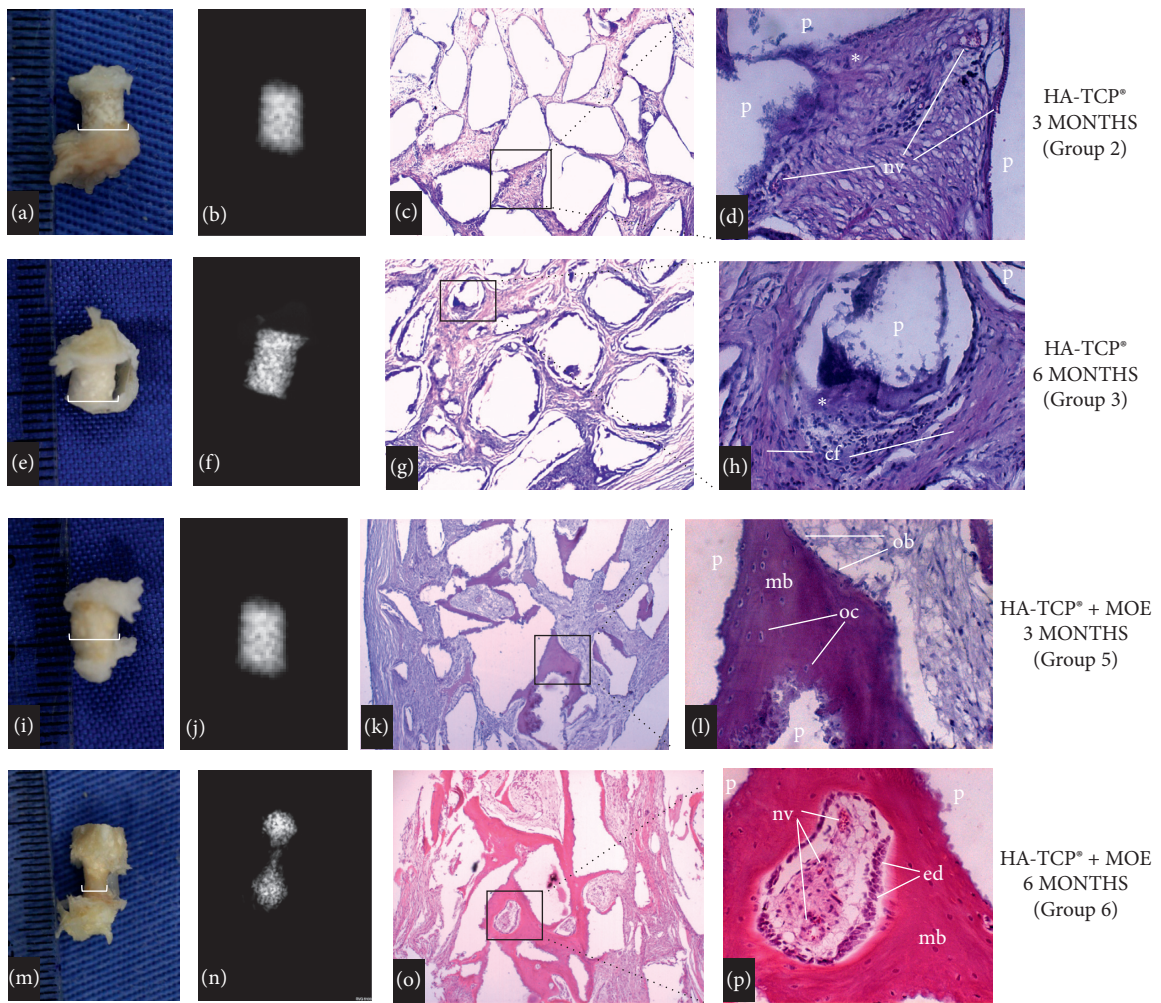 (a)
(b)
(c)
p
*
p
nv
p
(d)
HA-TCP®
3 MONTHS
(Group 2)
(e)
(f)
(g)
p
p
*
cf
(h)
HA-TCP®
6 MONTHS
(Group 3)
(i)
(j)
(k)
ob
p
mb
oc
p
(l)
HA-TCP® + MOE
3 MONTHS
(Group 5)
(m)
(n)
(o)
p
p
nv
ed
mb
(p)
HA-TCP® + MOE
6 MONTHS
(Group 6)